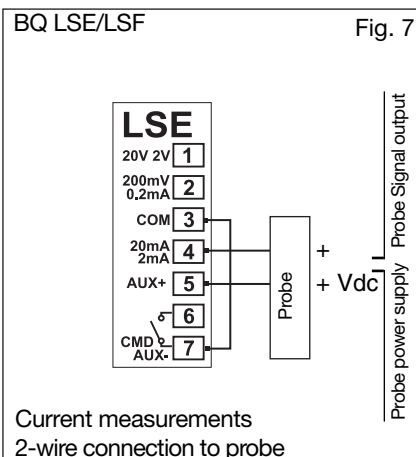 BQ LSE/LSF
Fig. 7
LSE
20V 2V 1
200mV
0.2mA 2
COM 3
20mA
2mA 4
AUX+ 5
6
CMD
AUX- 7
Probe
+
+ Vdc
Probe Signal output
Probe power supply
Current measurements
2-wire connection to probe